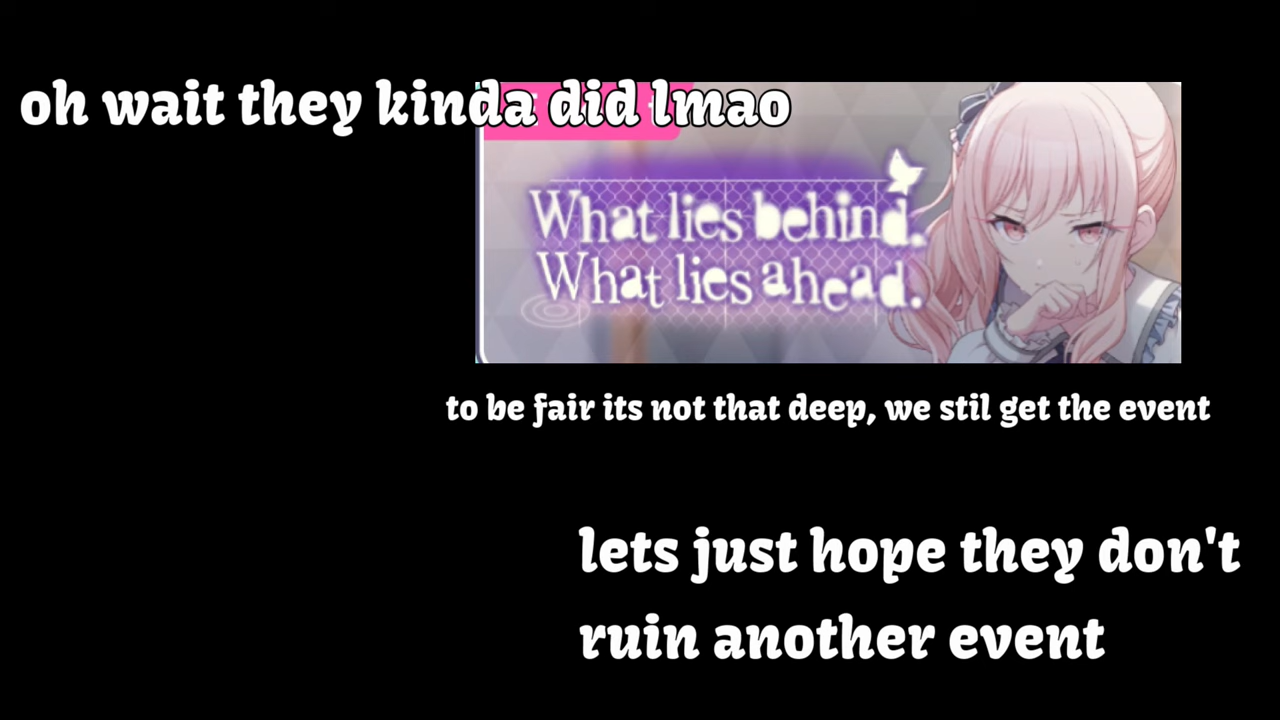 oh wait they kinda did lmao
What lies behind.
What lies ahead.
to be fair its not that deep, we stil get the event
lets just hope they don't
ruin another event